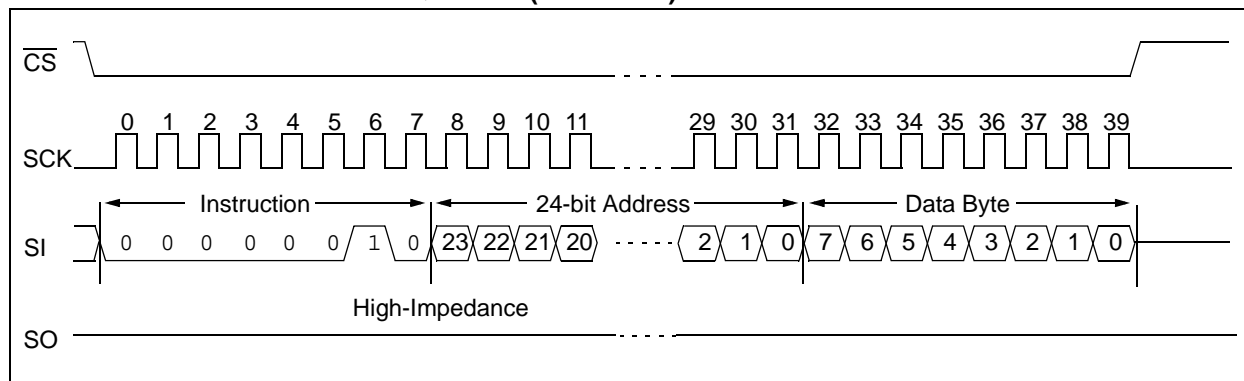 CS
0 1 2 3 4 5 6 7 8 9 10 11 29 30 31 32 33 34 35 36 37 38 39
SCK
Instruction 24-bit Address Data Byte
SI 0 0 0 0 0 0 1 0 23 22 21 20 2 1 0 7 6 5 4 3 2 1 0
High-Impedance
SO